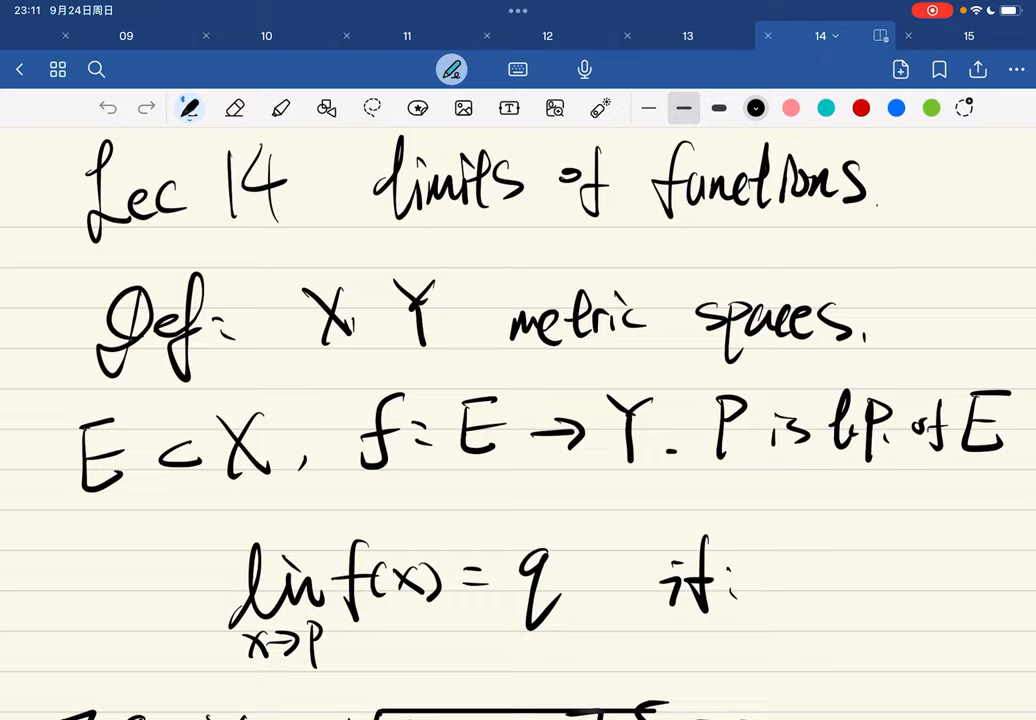 23:11 9月24日周日
09 10 11 12 13 14 15
Lec 14 limits of functions.
Def: X, Y metric spaces.
E ⊂ X, f: E → Y. P is l.P. of E
lim f(x) = q if:
x→p